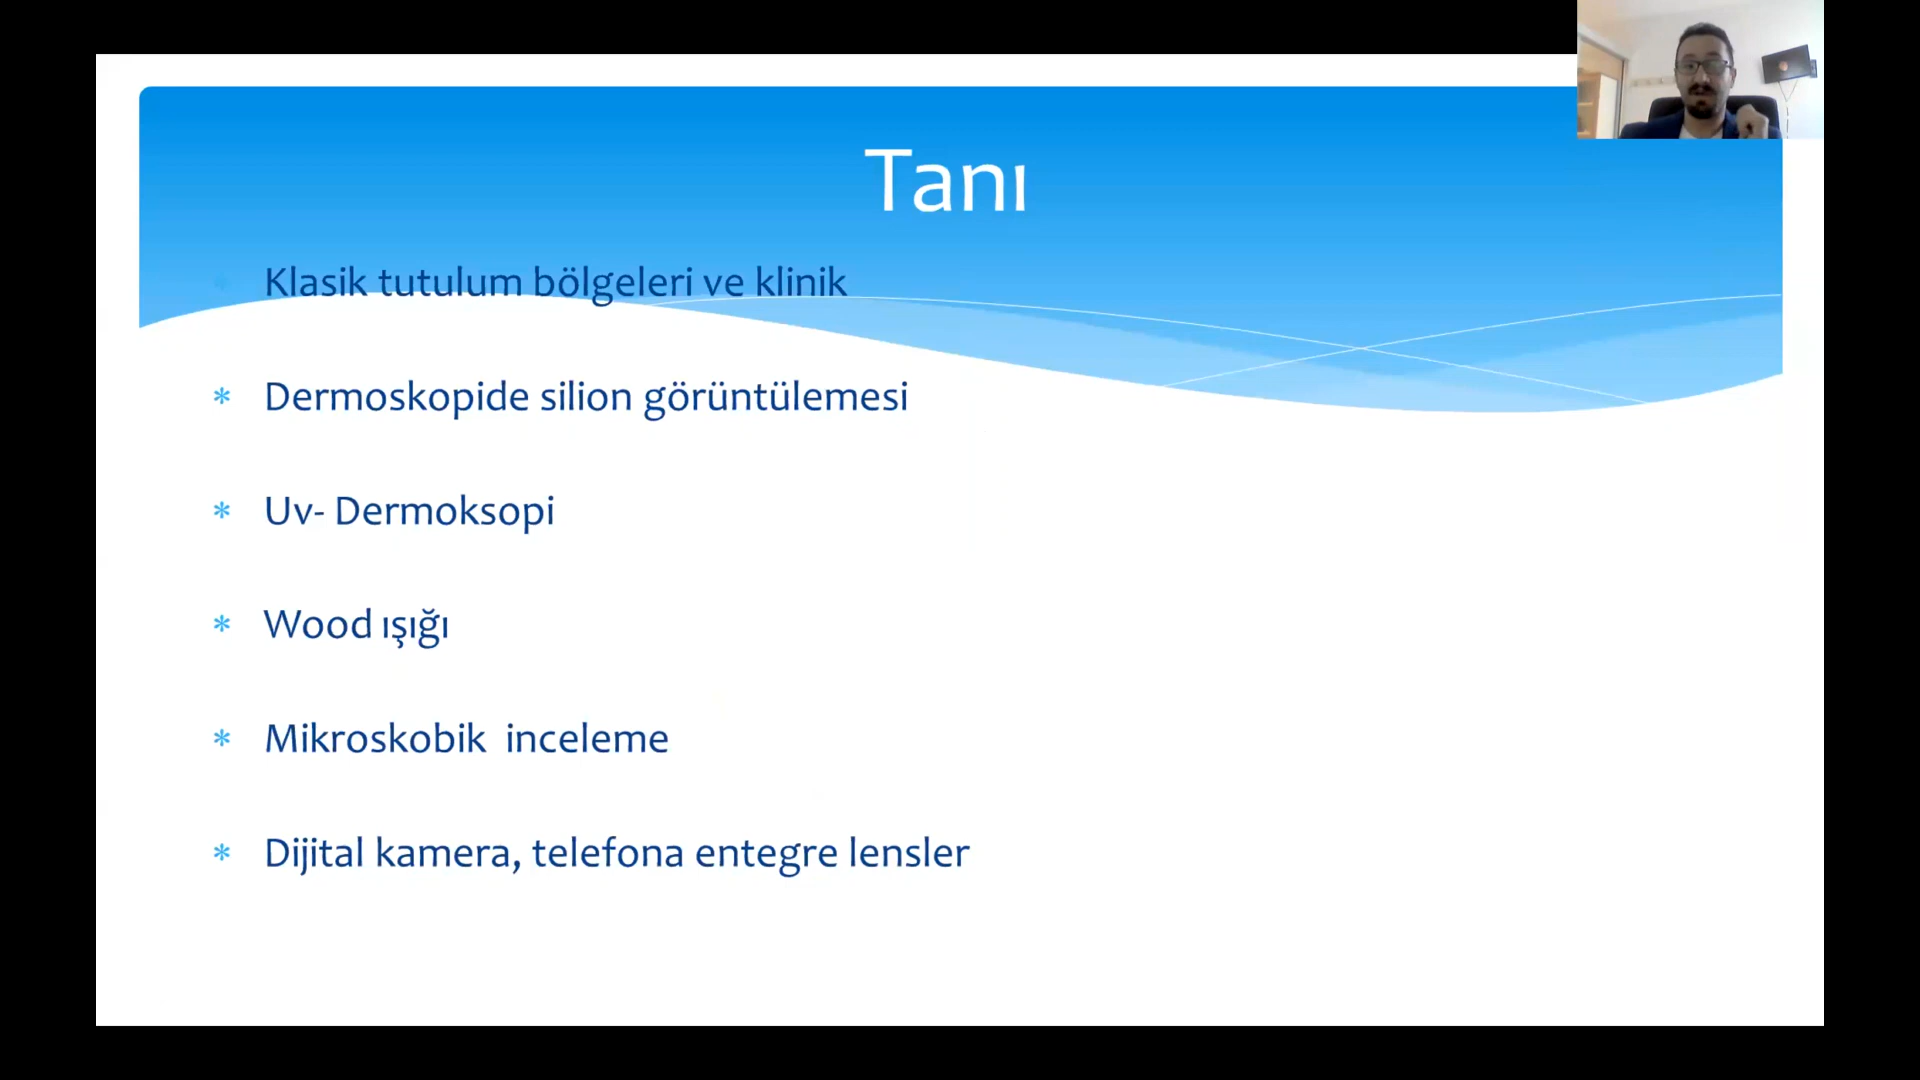 Tanı
Klasik tutulum bölgeleri ve klinik
* Dermoskopide silion görüntülemesi
* Uv- Dermoksopi
* Wood ışığı
* Mikroskobik inceleme
* Dijital kamera, telefona entegre lensler